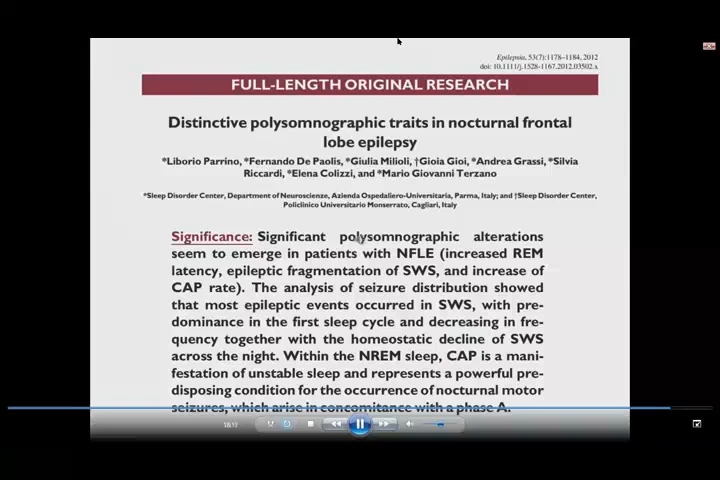 Epilepsia, 53(7):1178–1184, 2012
doi: 10.1111/j.1528-1167.2012.03502.x
FULL-LENGTH ORIGINAL RESEARCH
Distinctive polysomnographic traits in nocturnal frontal
lobe epilepsy
*Liborio Parrino, *Fernando De Paolis, *Giulia Milioli, †Gioia Gioi, *Andrea Grassi, *Silvia
Riccardi, *Elena Colizzi, and *Mario Giovanni Terzano
*Sleep Disorder Center, Department of Neuroscienze, Azienda Ospedaliero-Universitaria, Parma, Italy; and †Sleep Disorder Center,
Policlinico Universitario Monserrato, Cagliari, Italy
Significance: Significant polysomnographic alterations
seem to emerge in patients with NFLE (increased REM
latency, epileptic fragmentation of SWS, and increase of
CAP rate). The analysis of seizure distribution showed
that most epileptic events occurred in SWS, with pre-
dominance in the first sleep cycle and decreasing in fre-
quency together with the homeostatic decline of SWS
across the night. Within the NREM sleep, CAP is a mani-
festation of unstable sleep and represents a powerful pre-
disposing condition for the occurrence of nocturnal motor
seizures, which arise in concomitance with a phase A.